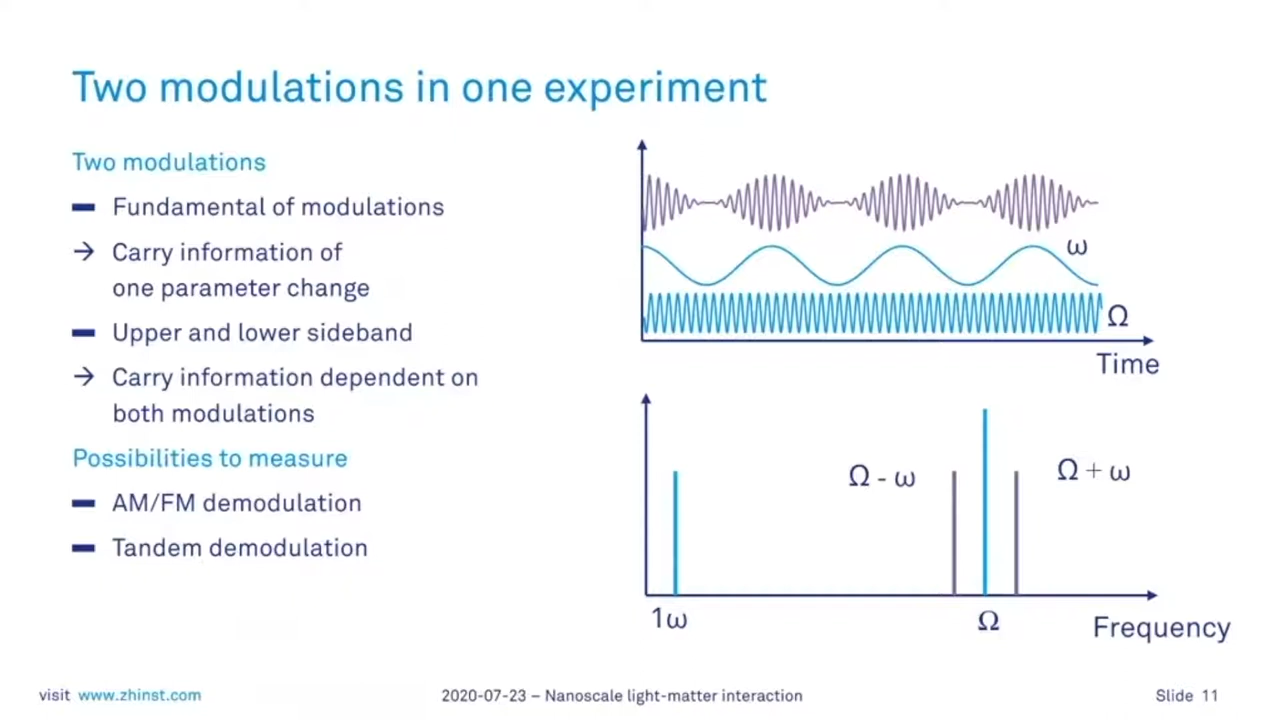 Two modulations in one experiment
Two modulations
Fundamental of modulations
→ Carry information of
one parameter change
Upper and lower sideband
→ Carry information dependent on
both modulations
Possibilities to measure
AM/FM demodulation
Tandem demodulation
ω
Ω
Time
Ω - ω
Ω + ω
1ω
Ω
Frequency
visit www.zhinst.com
2020-07-23 – Nanoscale light-matter interaction
Slide 11